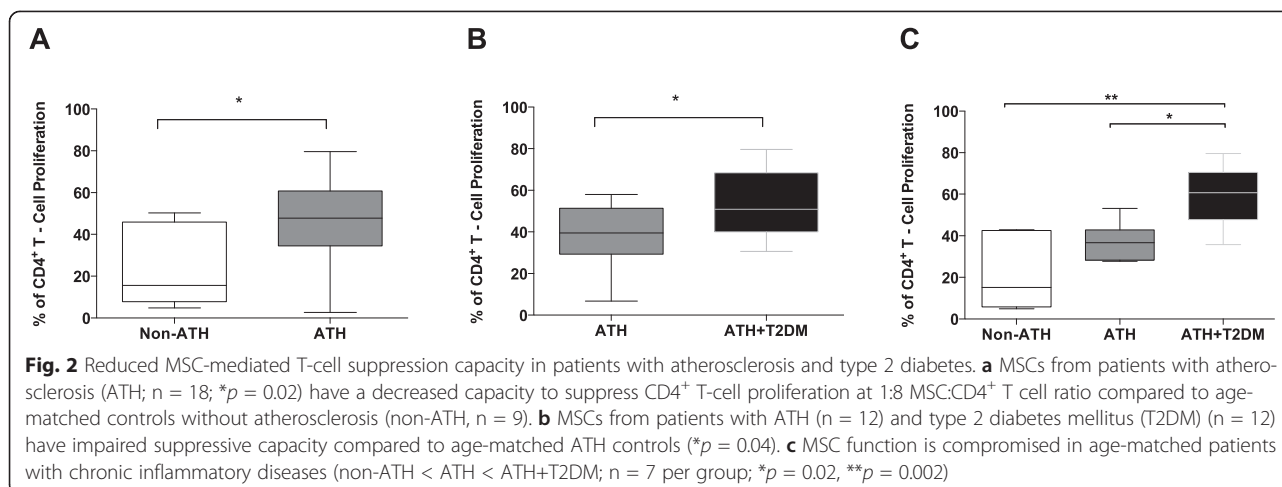 A
B
C
% of CD4⁺ T - Cell Proliferation
100
80
60
40
20
0
*
Non-ATH
ATH
% of CD4⁺ T - Cell Proliferation
100
80
60
40
20
0
*
ATH
ATH+T2DM
% of CD4⁺ T - Cell Proliferation
100
80
60
40
20
0
**
*
Non-ATH
ATH
ATH+T2DM
Fig. 2 Reduced MSC-mediated T-cell suppression capacity in patients with atherosclerosis and type 2 diabetes. a MSCs from patients with athero-
sclerosis (ATH; n = 18; *p = 0.02) have a decreased capacity to suppress CD4⁺ T-cell proliferation at 1:8 MSC:CD4⁺ T cell ratio compared to age-
matched controls without atherosclerosis (non-ATH, n = 9). b MSCs from patients with ATH (n = 12) and type 2 diabetes mellitus (T2DM) (n = 12)
have impaired suppressive capacity compared to age-matched ATH controls (*p = 0.04). c MSC function is compromised in age-matched patients
with chronic inflammatory diseases (non-ATH < ATH < ATH+T2DM; n = 7 per group; *p = 0.02, **p = 0.002)